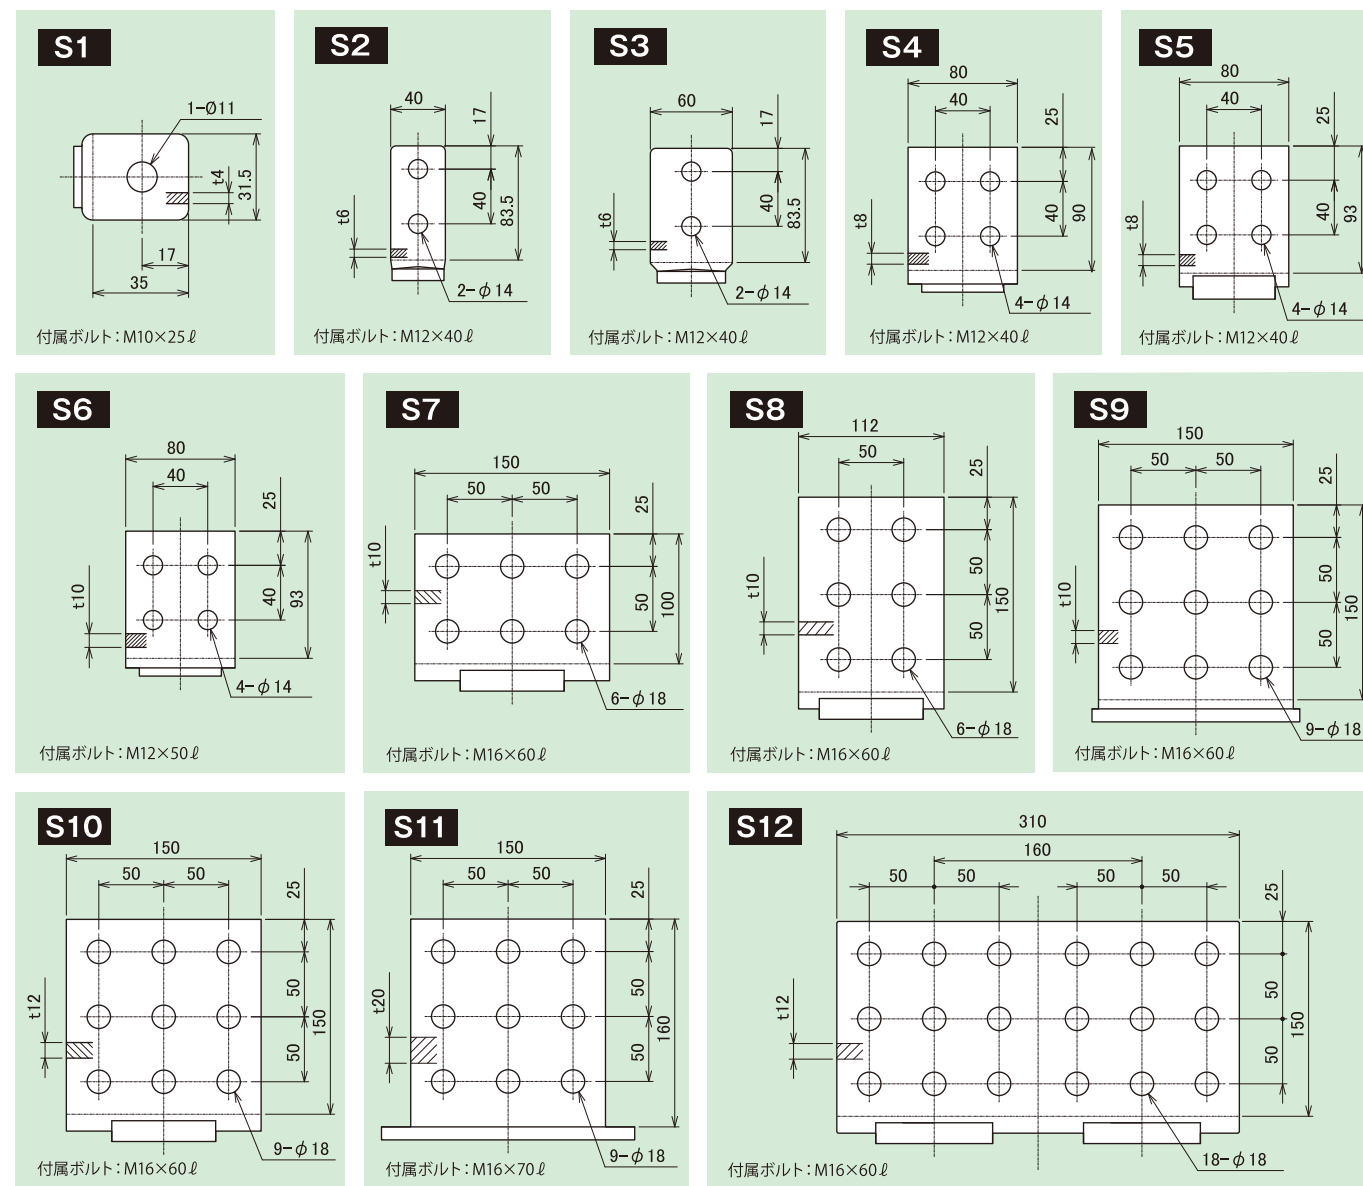 S1
1-Ø11
t4
31.5
17
35
付属ボルト：M10×25ℓ
S2
40
17
40
83.5
t6
2-φ14
付属ボルト：M12×40ℓ
S3
60
17
40
83.5
t6
2-φ14
付属ボルト：M12×40ℓ
S4
80
40
25
40
90
t8
4-φ14
付属ボルト：M12×40ℓ
S5
80
40
25
40
93
t8
4-φ14
付属ボルト：M12×40ℓ
S6
80
40
25
40
93
t10
4-φ14
付属ボルト：M12×50ℓ
S7
150
50 50
25
50
100
t10
6-φ18
付属ボルト：M16×60ℓ
S8
112
50
25
50
50
150
t10
6-φ18
付属ボルト：M16×60ℓ
S9
150
50 50
25
50
50
150
t10
9-φ18
付属ボルト：M16×60ℓ
S10
150
50 50
25
50
50
150
t12
9-φ18
付属ボルト：M16×60ℓ
S11
150
50 50
25
50
50
160
t20
9-φ18
付属ボルト：M16×70ℓ
S12
310
160
50 50 50 50
25
50
50
150
t12
18-φ18
付属ボルト：M16×60ℓ